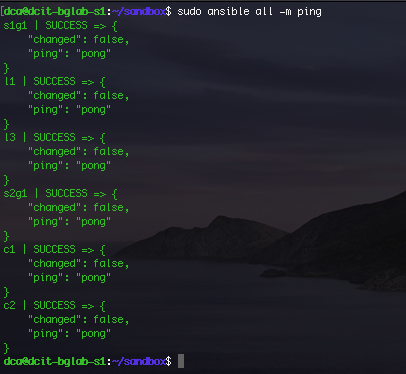 [dca@dcit-bglab-s1:~/sandbox$ sudo ansible all -m ping
s1g1 | SUCCESS => {
    "changed": false,
    "ping": "pong"
}
l1 | SUCCESS => {
    "changed": false,
    "ping": "pong"
}
l3 | SUCCESS => {
    "changed": false,
    "ping": "pong"
}
s2g1 | SUCCESS => {
    "changed": false,
    "ping": "pong"
}
c1 | SUCCESS => {
    "changed": false,
    "ping": "pong"
}
c2 | SUCCESS => {
    "changed": false,
    "ping": "pong"
}
dca@dcit-bglab-s1:~/sandbox$